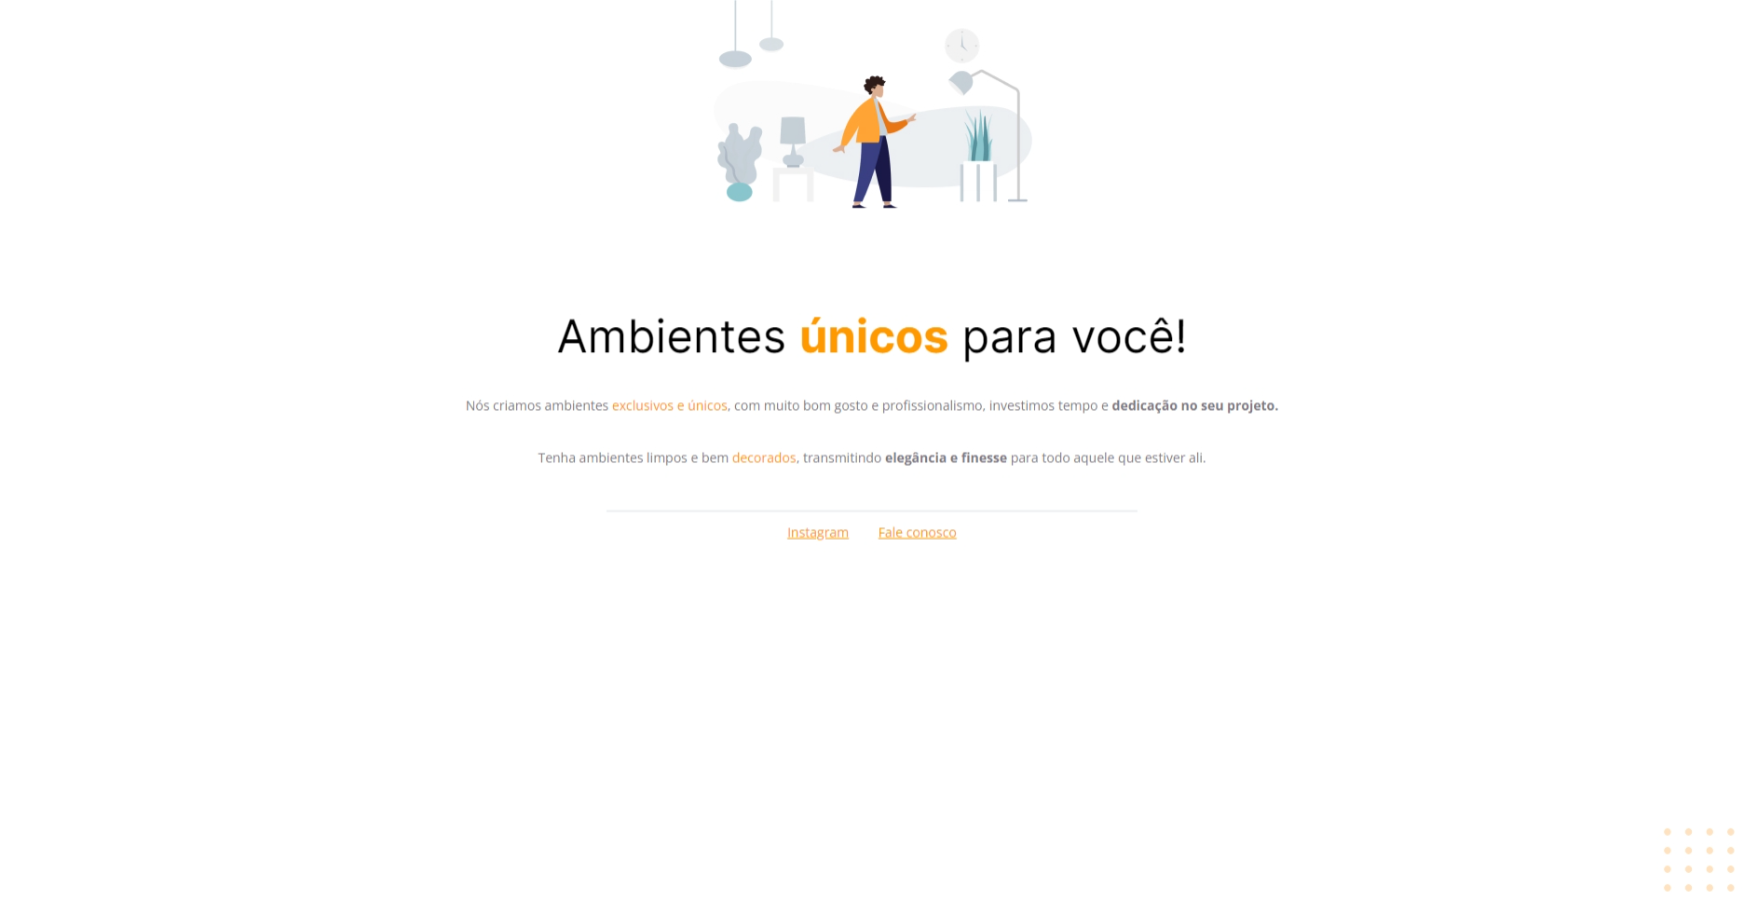 Ambientes únicos para você!
Nós criamos ambientes exclusivos e únicos, com muito bom gosto e profissionalismo, investimos tempo e dedicação no seu projeto.
Tenha ambientes limpos e bem decorados, transmitindo elegância e finesse para todo aquele que estiver ali.
Instagram Fale conosco